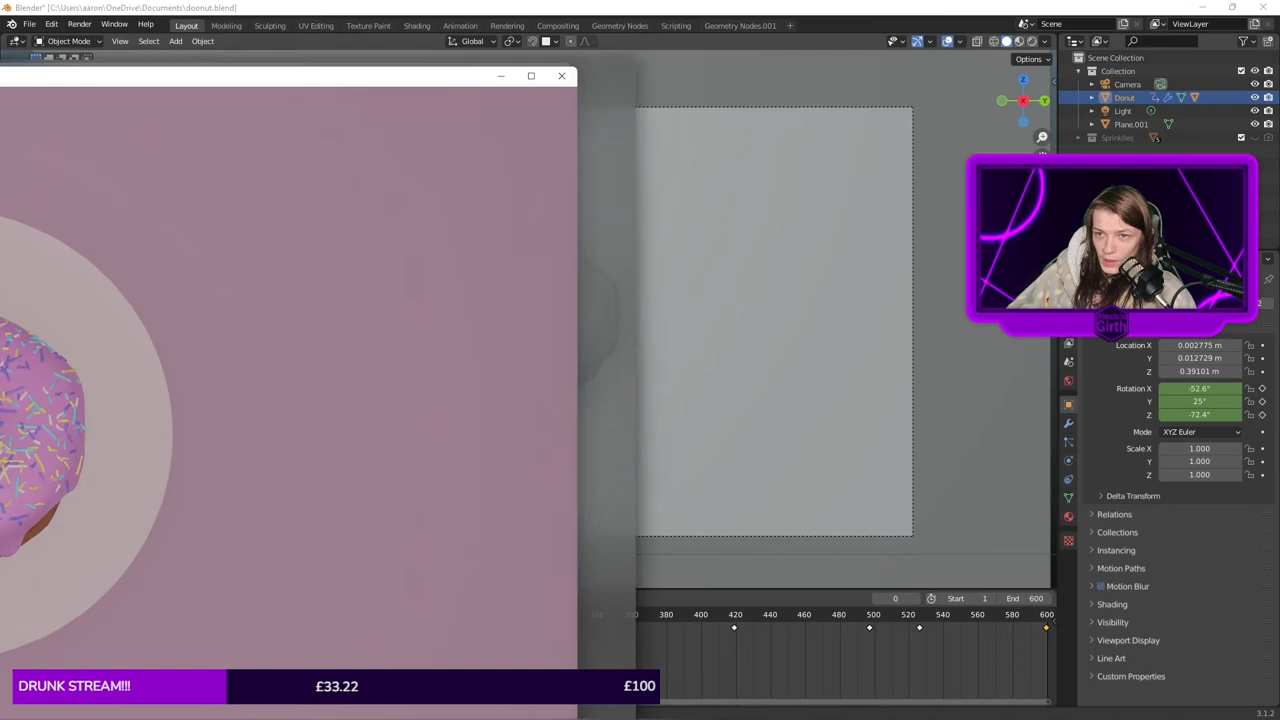 Blender* [C:\Users\aaron\OneDrive\Documents\doonut.blend]
File Edit Render Window Help Layout Modeling Sculpting UV Editing Texture Paint Shading Animation Rendering Compositing Geometry Nodes Scripting Geometry Nodes.001 + Scene ViewLayer
Object Mode View Select Add Object Global
Options
Z
X
Y
Scene Collection
Collection
Camera
Donut
Light
Plane.001
Sprinkles
5
Girth
Location X 0.002775 m
Y 0.012729 m
Z 0.39101 m
Rotation X -52.6°
Y 25°
Z -72.4°
Mode XYZ Euler
Scale X 1.000
Y 1.000
Z 1.000
Delta Transform
Relations
Collections
Instancing
Motion Paths
Motion Blur
Shading
Visibility
Viewport Display
Line Art
Custom Properties
0 Start 1 End 600
380 400 420 440 460 480 500 520 540 560 580 600
DRUNK STREAM!!! £33.22 £100
3.1.2